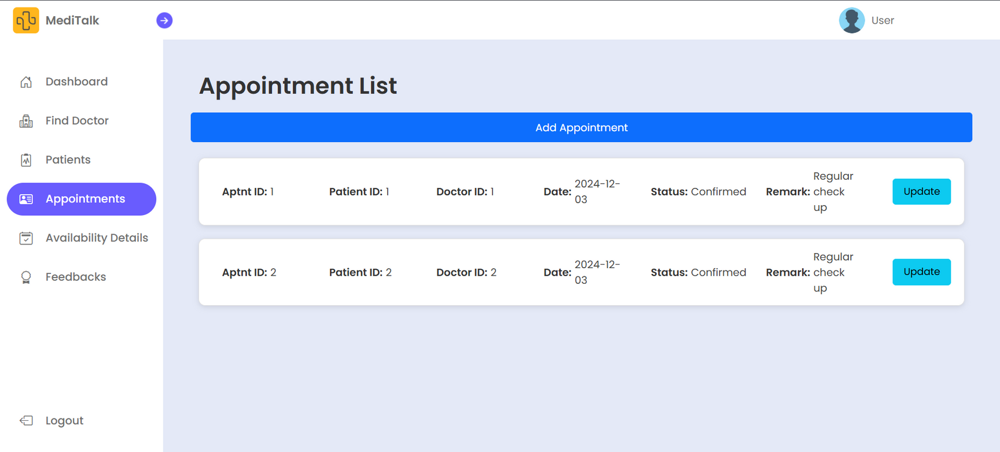 MediTalk
User
Dashboard
Find Doctor
Patients
Appointments
Availability Details
Feedbacks
Logout
Appointment List
Add Appointment
Aptnt ID: 1 Patient ID: 1 Doctor ID: 1 Date: 2024-12-
03 Status: Confirmed Remark: Regular
check
up Update
Aptnt ID: 2 Patient ID: 2 Doctor ID: 2 Date: 2024-12-
03 Status: Confirmed Remark: Regular
check
up Update